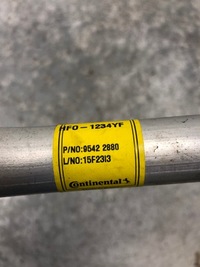 HFO-1234YF
P/NO:9542 2880
L/NO:15F23I3
Continental